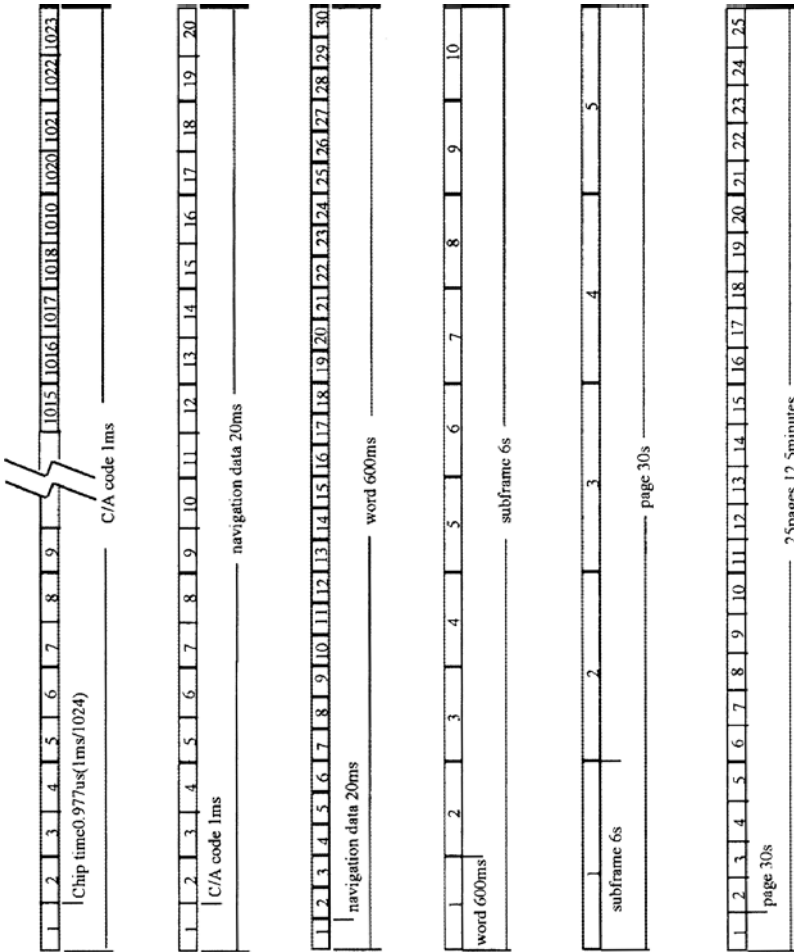 1 2 3 4 5 6 7 8 9 1015 1016 1017 1018 1010 1020 1021 1022 1023
Chip time0.977us(1ms/1024)
C/A code 1ms
1 2 3 4 5 6 7 8 9 10 11 12 13 14 15 16 17 18 19 20
C/A code 1ms
navigation data 20ms
1 2 3 4 5 6 7 8 9 10 11 12 13 14 15 16 17 18 19 20 21 22 23 24 25 26 27 28 29 30
navigation data 20ms
word 600ms
1 2 3 4 5 6 7 8 9 10
word 600ms
subframe 6s
1 2 3 4 5
subframe 6s
page 30s
1 2 3 4 5 6 7 8 9 10 11 12 13 14 15 16 17 18 19 20 21 22 23 24 25
page 30s
25pages 12.5minutes